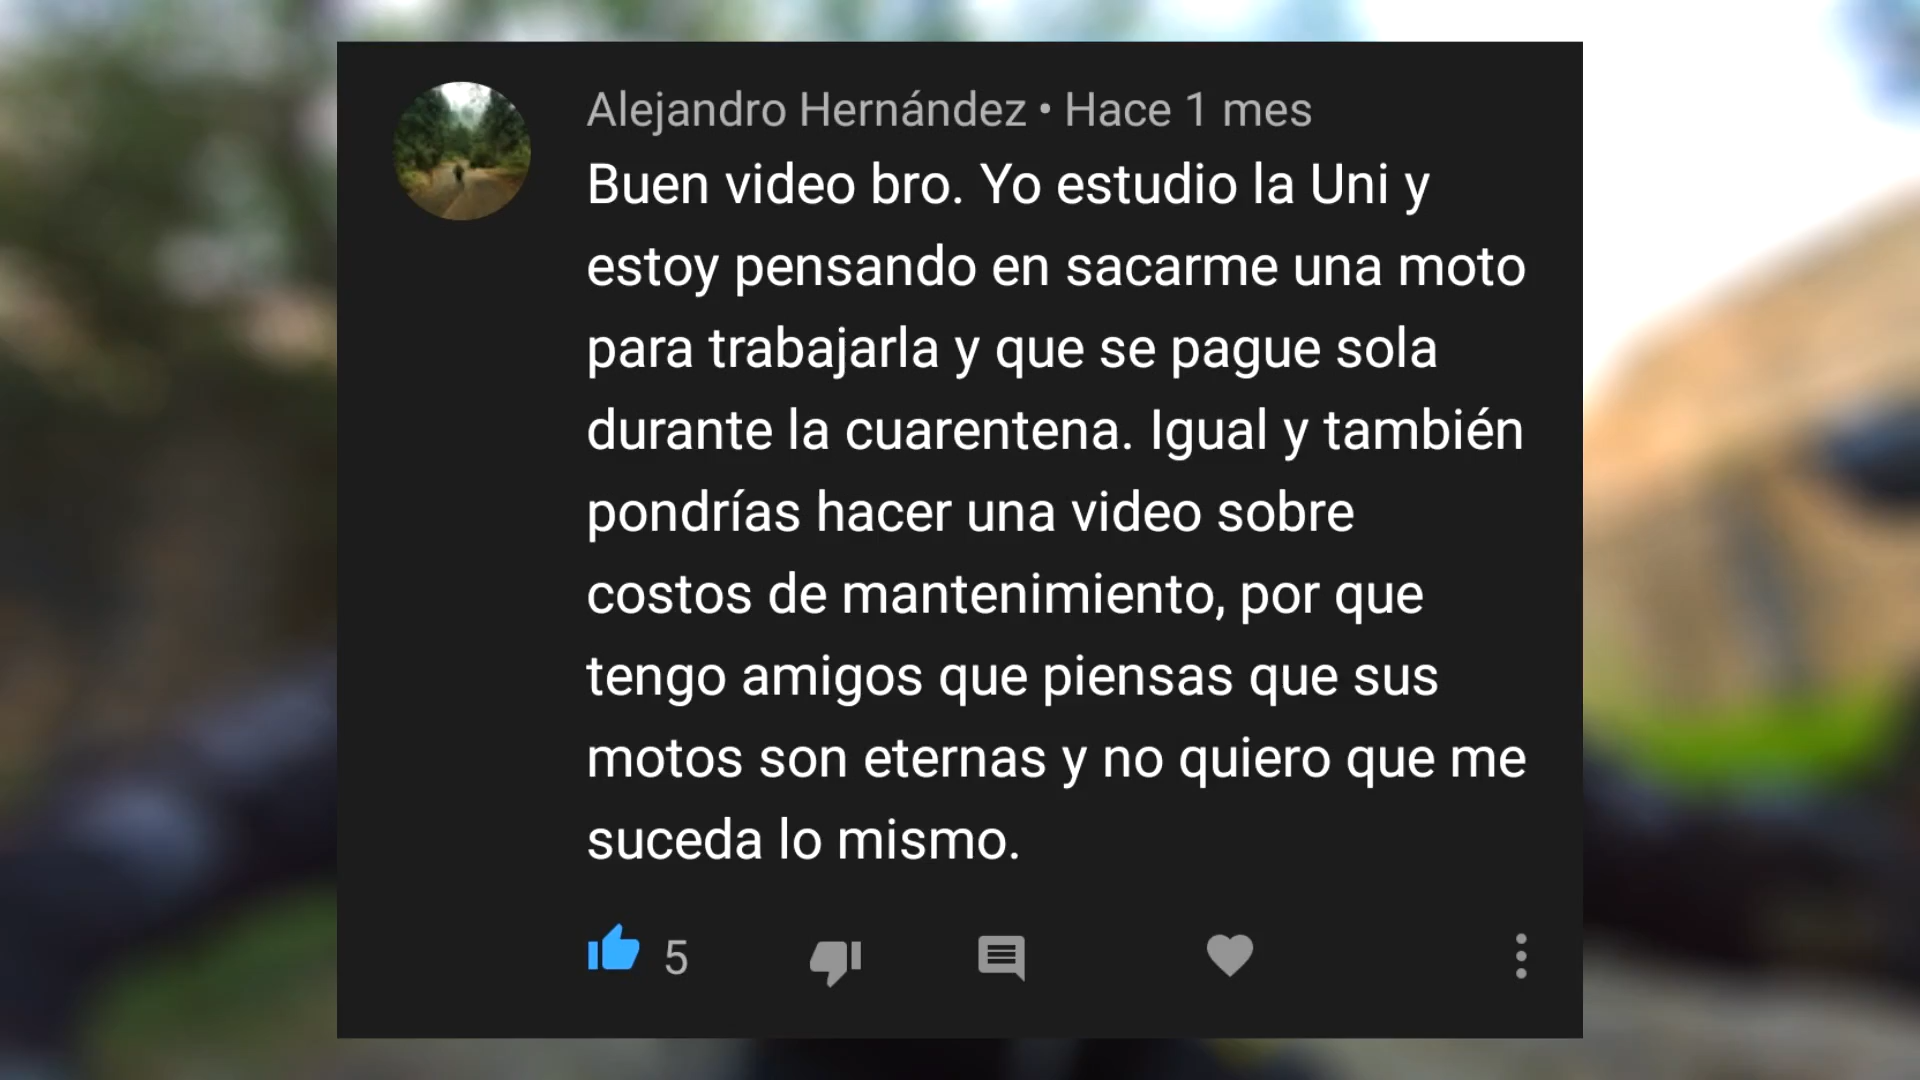 Alejandro Hernández • Hace 1 mes
Buen video bro. Yo estudio la Uni y
estoy pensando en sacarme una moto
para trabajarla y que se pague sola
durante la cuarentena. Igual y también
pondrías hacer una video sobre
costos de mantenimiento, por que
tengo amigos que piensas que sus
motos son eternas y no quiero que me
suceda lo mismo.
5